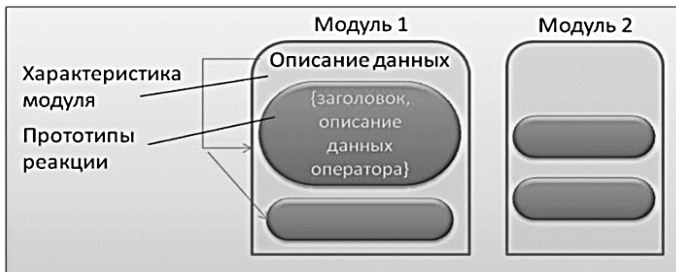 Модуль 1
Модуль 2
Характеристика
модуля
Прототипы
реакции
Описание данных
{заголовок,
описание
данных
оператора}